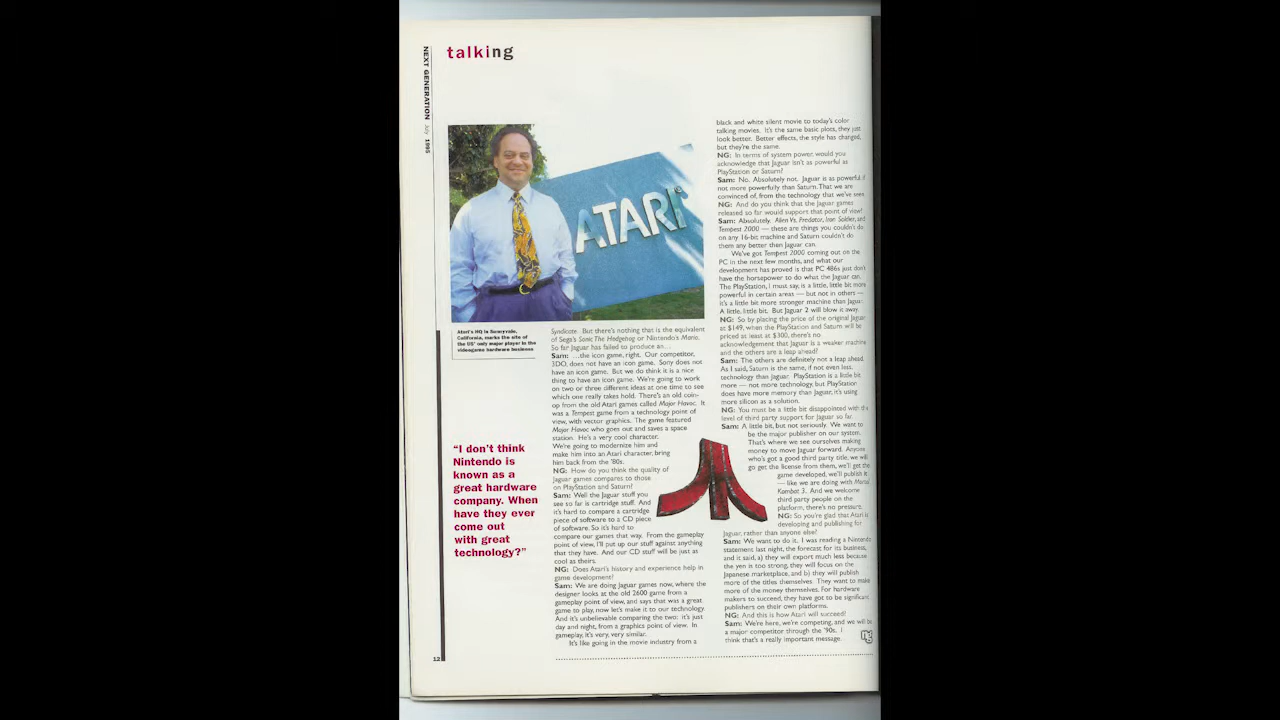 talking
NEXT GENERATION July 1995
ATARI®
Atari's HQ in Sunnyvale,
California, marks the site of
the US' only major player in the
videogame hardware business
"I don't think
Nintendo is
known as a
great hardware
company. When
have they ever
come out
with great
technology?"
Syndicate. But there's nothing that is the equivalent
of Sega's Sonic The Hedgehog or Nintendo's Mario.
So far Jaguar has failed to produce an...
Sam: ...the icon game, right. Our competitor,
3DO, does not have an icon game. Sony does not
have an icon game. But we do think it is a nice
thing to have an icon game. We're going to work
on two or three different ideas at one time to see
which one really takes hold. There's an old coin-
op from the old Atari games called Major Havoc. It
was a Tempest game from a technology point of
view, with vector graphics. The game featured
Major Havoc who goes out and saves a space
station. He's a very cool character.
We're going to modernize him and
make him into an Atari character, bring
him back from the '80s.
NG: How do you think the quality of
Jaguar games compares to those
on PlayStation and Saturn?
Sam: Well the Jaguar stuff you
see so far is cartridge stuff. And
it's hard to compare a cartridge
piece of software to a CD piece
of software. So it's hard to
compare our games that way. From the gameplay
point of view, I'll put up our stuff against anything
that they have. And our CD stuff will be just as
cool as theirs.
NG: Does Atari's history and experience help in
game development?
Sam: We are doing Jaguar games now, where the
designer looks at the old 2600 game from a
gameplay point of view, and says that was a great
game to play, now let's make it to our technology.
And it's unbelievable comparing the two: it's just
day and night, from a graphics point of view. In
gameplay, it's very, very similar.
It's like going in the movie industry from a
black and white silent movie to today's color
talking movies. It's the same basic plots, they just
look better. Better effects, the style has changed,
but they're the same.
NG: In terms of system power, would you
acknowledge that Jaguar isn't as powerful as
PlayStation or Saturn?
Sam: No. Absolutely not. Jaguar is as powerful if
not more powerfully than Saturn. That we are
convinced of, from the technology that we've seen.
NG: And do you think that the Jaguar games
released so far would support that point of view?
Sam: Absolutely. Alien Vs. Predator, Iron Soldier, and
Tempest 2000 — these are things you couldn't do
on any 16-bit machine and Saturn couldn't do
them any better then Jaguar can.
We've got Tempest 2000 coming out on the
PC in the next few months, and what our
development has proved is that PC 486s just don't
have the horsepower to do what the Jaguar can.
The PlayStation, I must say, is a little, little bit more
powerful in certain areas — but not in others —
it's a little bit more stronger machine than Jaguar.
A little, little bit. But Jaguar 2 will blow it away.
NG: So by placing the price of the original Jaguar
at $149, when the PlayStation and Saturn will be
priced at least at $300, there's no
acknowledgement that Jaguar is a weaker machine
and the others are a leap ahead?
Sam: The others are definitely not a leap ahead.
As I said, Saturn is the same, if not even less,
technology than Jaguar. PlayStation is a little bit
more — not more technology, but PlayStation
does have more memory than Jaguar, it's using
more silicon as a solution.
NG: You must be a little bit disappointed with the
level of third party support for Jaguar so far.
Sam: A little bit, but not seriously. We want to
be the major publisher on our system.
That's where we see ourselves making
money to move Jaguar forward. Anyone
who's got a good third party title, we will
go get the license from them, we'll get the
game developed, we'll publish it
— like we are doing with Mortal
Kombat 3. And we welcome
third party people on the
platform, there's no pressure.
NG: So you're glad that Atari is
developing and publishing for
Jaguar, rather than anyone else?
Sam: We want to do it. I was reading a Nintendo
statement last night, the forecast for its business,
and it said, a) they will export much less because
the yen is too strong, they will focus on the
Japanese marketplace, and b) they will publish
more of the titles themselves. They want to make
more of the money themselves. For hardware
makers to succeed, they have got to be significant
publishers on their own platforms.
NG: And this is how Atari will succeed?
Sam: We're here, we're competing, and we will be
a major competitor through the '90s. I
think that's a really important message.
ng
12